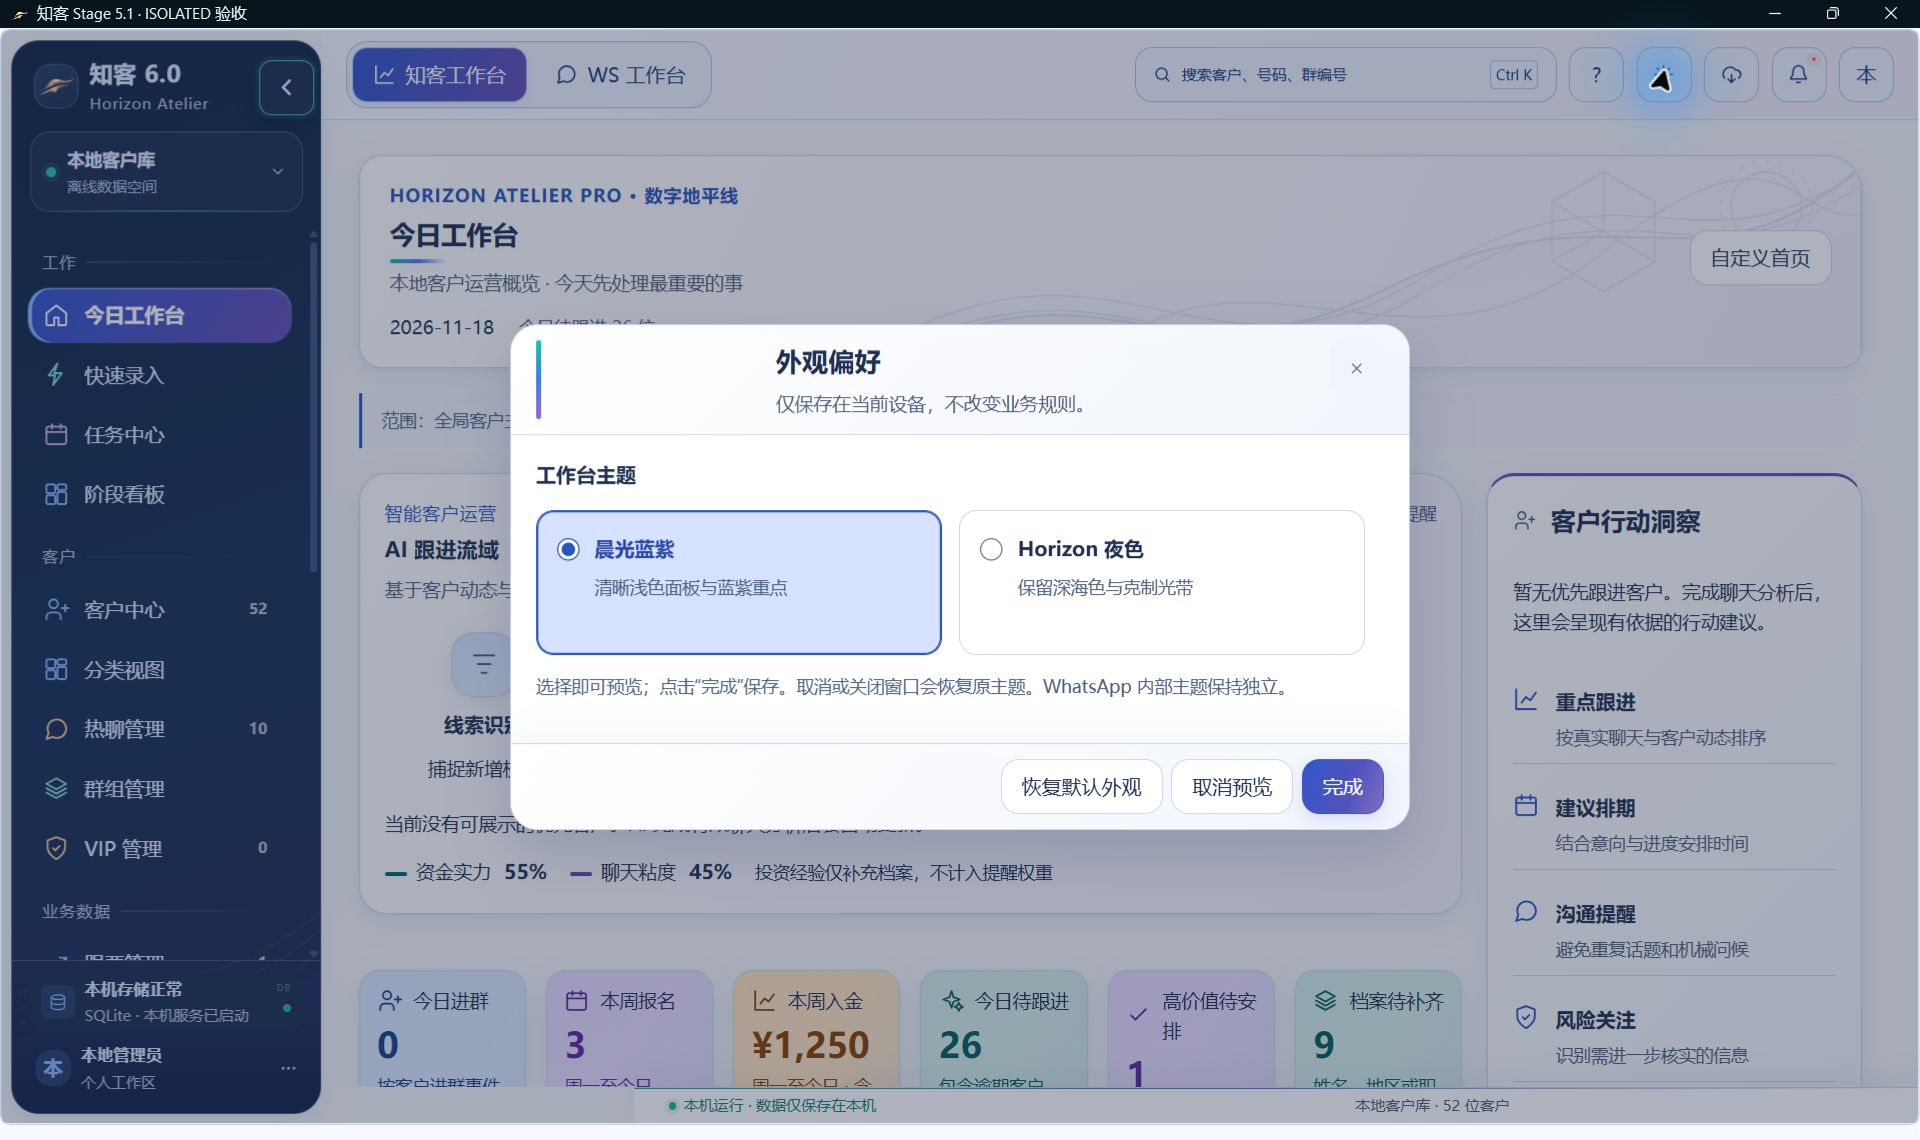 知客 Stage 5.1 · ISOLATED 验收
知客 6.0
Horizon Atelier
本地客户库
离线数据空间
工作
今日工作台
快速录入
任务中心
阶段看板
客户
客户中心 52
分类视图
热聊管理 10
群组管理
VIP 管理 0
业务数据
本机存储正常 DB
SQLite · 本机服务已启动
本 本地管理员
个人工作区
知客工作台 WS 工作台
搜索客户、号码、群编号 Ctrl K ? 本
HORIZON ATELIER PRO • 数字地平线
今日工作台
本地客户运营概览 · 今天先处理最重要的事
2026-11-18
自定义首页
范围：全局客户
智能客户运营
AI 跟进流域
基于客户动态与
捕捉新增
当前没有可展示的
资金实力 55% 聊天粘度 45% 投资经验仅补充档案，不计入提醒权重
外观偏好
仅保存在当前设备，不改变业务规则。
工作台主题
晨光蓝紫
清晰浅色面板与蓝紫重点
Horizon 夜色
保留深海色与克制光带
选择即可预览；点击“完成”保存。取消或关闭窗口会恢复原主题。WhatsApp 内部主题保持独立。
恢复默认外观 取消预览 完成
客户行动洞察
暂无优先跟进客户。完成聊天分析后，
这里会呈现有依据的行动建议。
重点跟进
按真实聊天与客户动态排序
建议排期
结合意向与进度安排时间
沟通提醒
避免重复话题和机械问候
风险关注
识别需进一步核实的信息
今日进群
0
本周报名
3
本周入金
¥1,250
今日待跟进
26
高价值待安
排
1
档案待补齐
9
本机运行 · 数据仅保存在本机
本地客户库 · 52 位客户